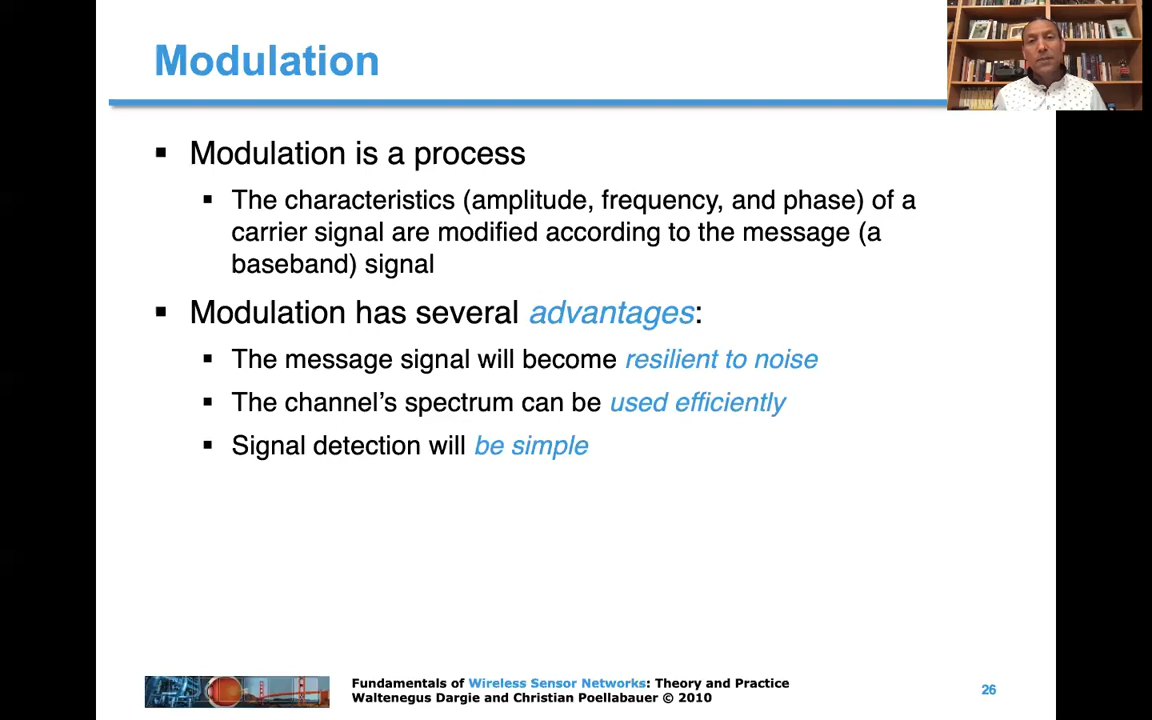 Modulation
▪ Modulation is a process
▪ The characteristics (amplitude, frequency, and phase) of a
carrier signal are modified according to the message (a
baseband) signal
▪ Modulation has several advantages:
▪ The message signal will become resilient to noise
▪ The channel’s spectrum can be used efficiently
▪ Signal detection will be simple
Fundamentals of Wireless Sensor Networks: Theory and Practice
Waltenegus Dargie and Christian Poellabauer © 2010
26